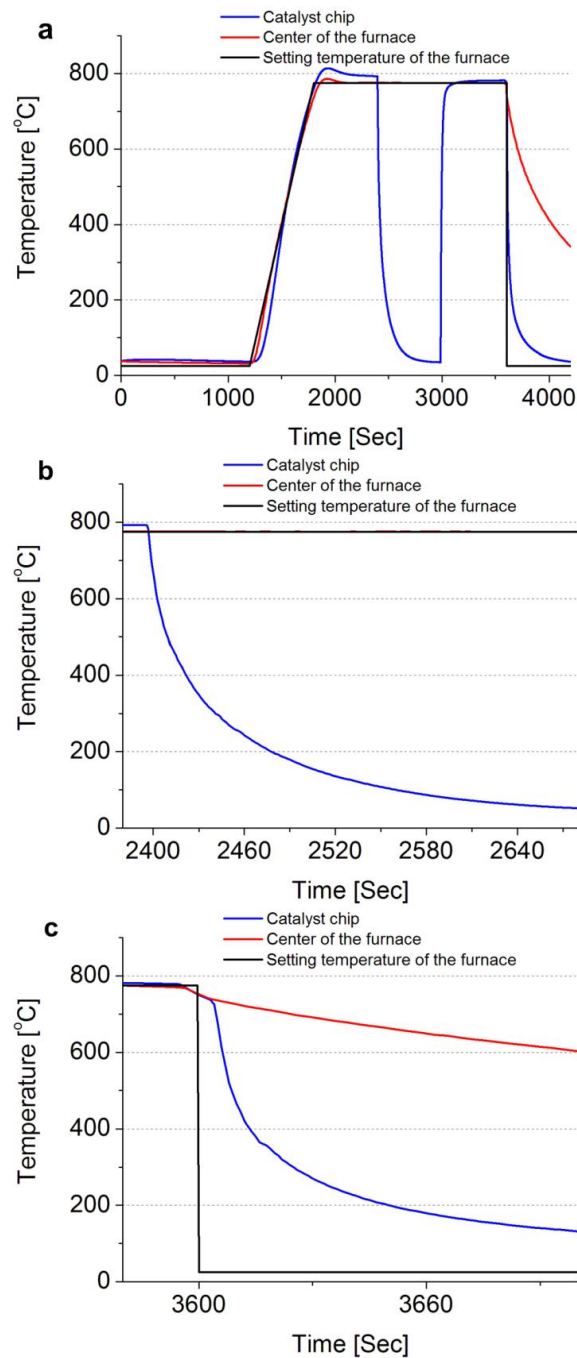 a
Catalyst chip
Center of the furnace
Setting temperature of the furnace
Temperature [°C]
800
600
400
200
0
0 1000 2000 3000 4000
Time [Sec]
b
Catalyst chip
Center of the furnace
Setting temperature of the furnace
Temperature [°C]
800
600
400
200
0
2400 2460 2520 2580 2640
Time [Sec]
c
Catalyst chip
Center of the furnace
Setting temperature of the furnace
Temperature [°C]
800
600
400
200
0
3600 3660
Time [Sec]